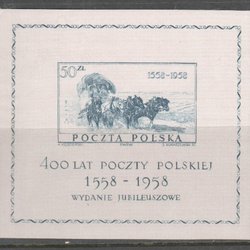 50 ZŁ 1558-1958
POCZTA POLSKA
400 LAT POCZTY POLSKIEJ
1558 - 1958
WYDANIE JUBILEUSZOWE